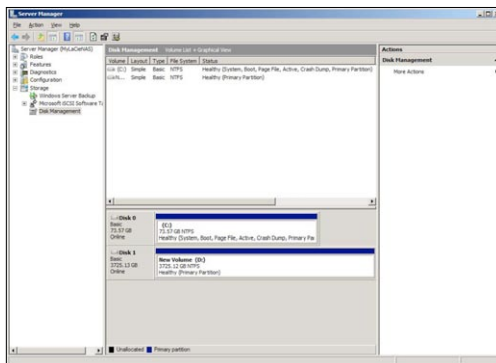 Server Manager
File Action View Help
Server Manager (MyLaCieNAS)
Roles
Features
Diagnostics
Configuration
Storage
Windows Server Backup
Microsoft iSCSI Software Ta
Disk Management
Disk Management Volume List + Graphical View
Volume Layout Type File System Status
(C:) Simple Basic NTFS Healthy (System, Boot, Page File, Active, Crash Dump, Primary Partition)
Simple Basic NTFS Healthy (Primary Partition)
Disk 0
Basic
73.57 GB
Online
(C:)
73.57 GB NTFS
Healthy (System, Boot, Page File, Active, Crash Dump, Primary Pa
Disk 1
Basic
3725.13 GB
Online
New Volume (D:)
3725.12 GB NTFS
Healthy (Primary Partition)
Unallocated Primary partition
Actions
Disk Management
More Actions